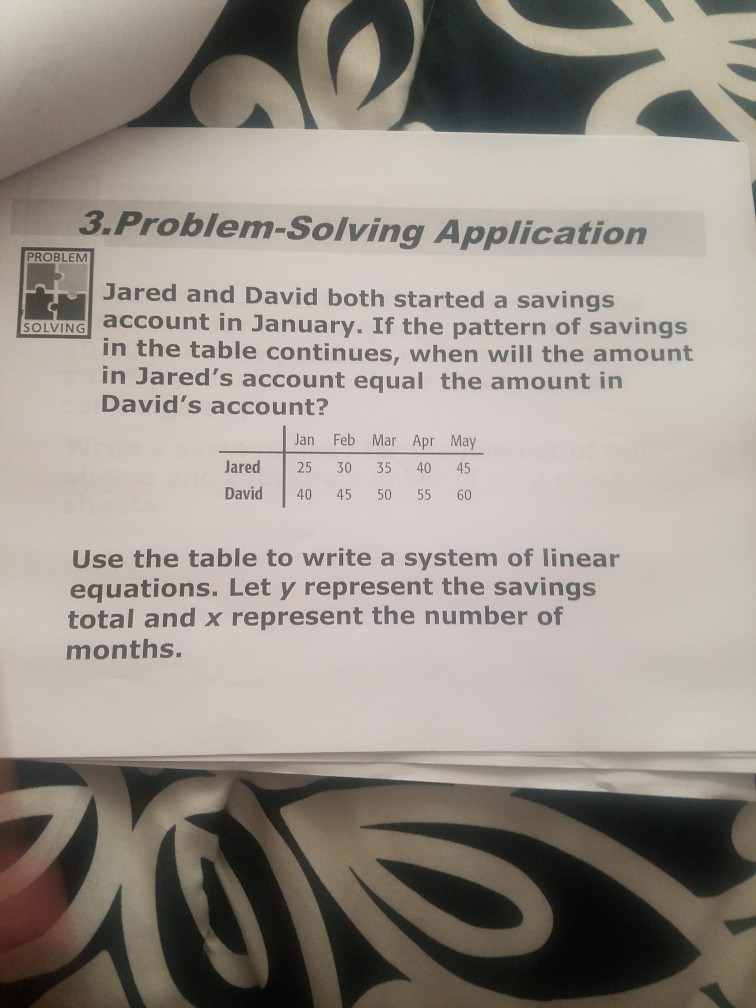 3.Problem-Solving Application
PROBLEM
SOLVING
Jared and David both started a savings
account in January. If the pattern of savings
in the table continues, when will the amount
in Jared's account equal the amount in
David's account?
Jan Feb Mar Apr May
Jared 25 30 35 40 45
David 40 45 50 55 60
Use the table to write a system of linear
equations. Let y represent the savings
total and x represent the number of
months.